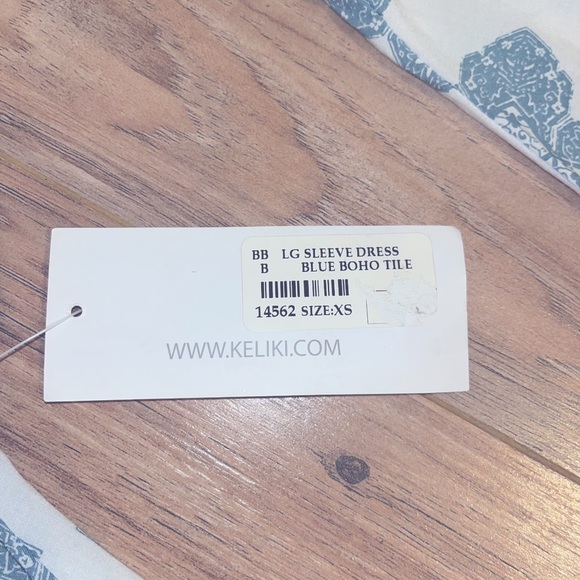 BB LG SLEEVE DRESS
B BLUE BOHO TILE
14562 SIZE:XS
WWW.KELIKI.COM